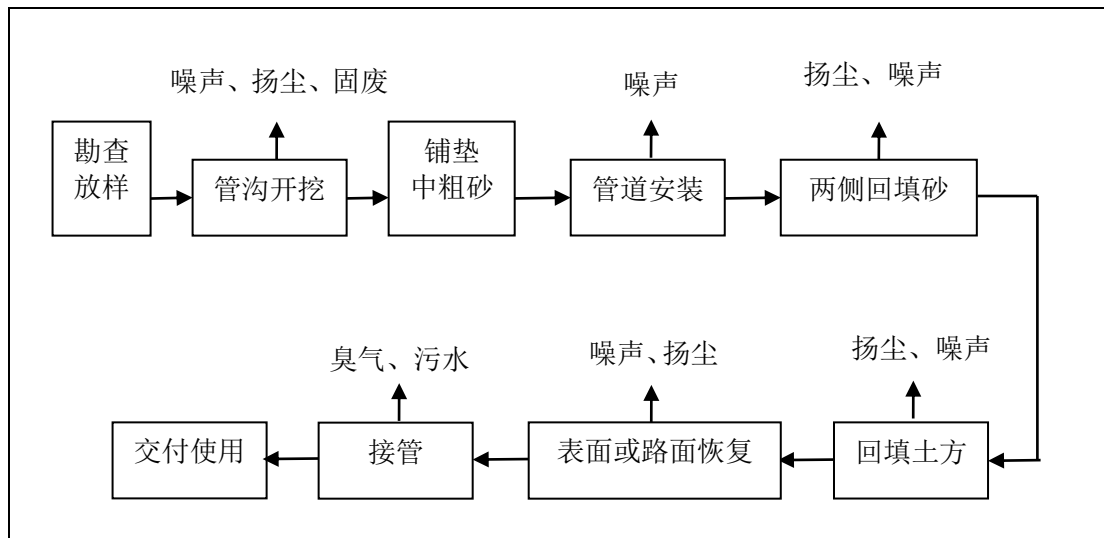 噪声、扬尘、固废
噪声
扬尘、噪声
勘查
放样
管沟开挖
铺垫
中粗砂
管道安装
两侧回填砂
臭气、污水
噪声、扬尘
扬尘、噪声
交付使用
接管
表面或路面恢复
回填土方